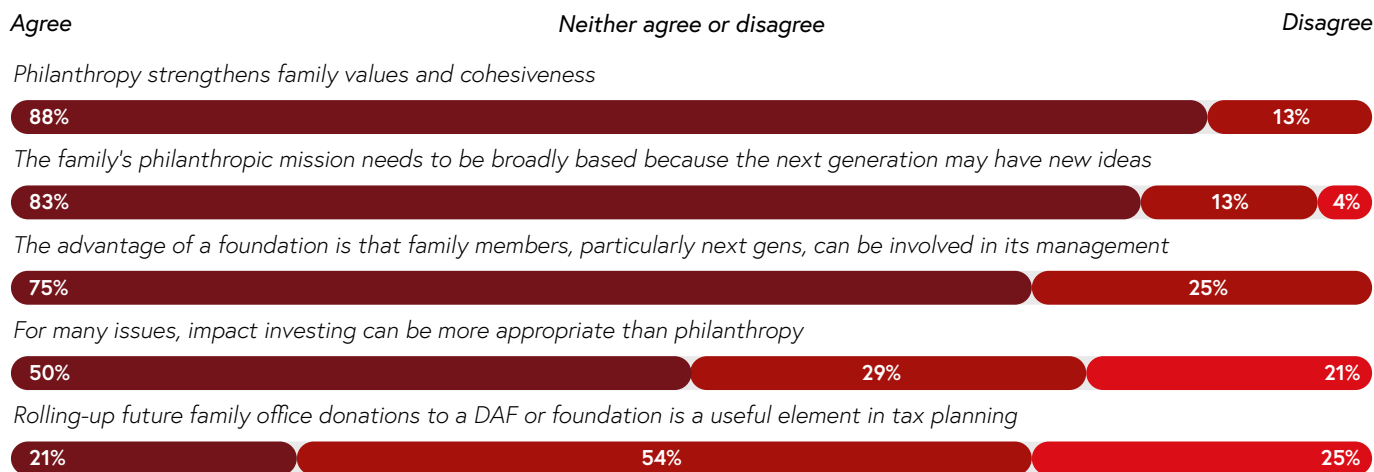 Agree Neither agree or disagree Disagree
Philanthropy strengthens family values and cohesiveness
88% 13%
The family's philanthropic mission needs to be broadly based because the next generation may have new ideas
83% 13% 4%
The advantage of a foundation is that family members, particularly next gens, can be involved in its management
75% 25%
For many issues, impact investing can be more appropriate than philanthropy
50% 29% 21%
Rolling-up future family office donations to a DAF or foundation is a useful element in tax planning
21% 54% 25%